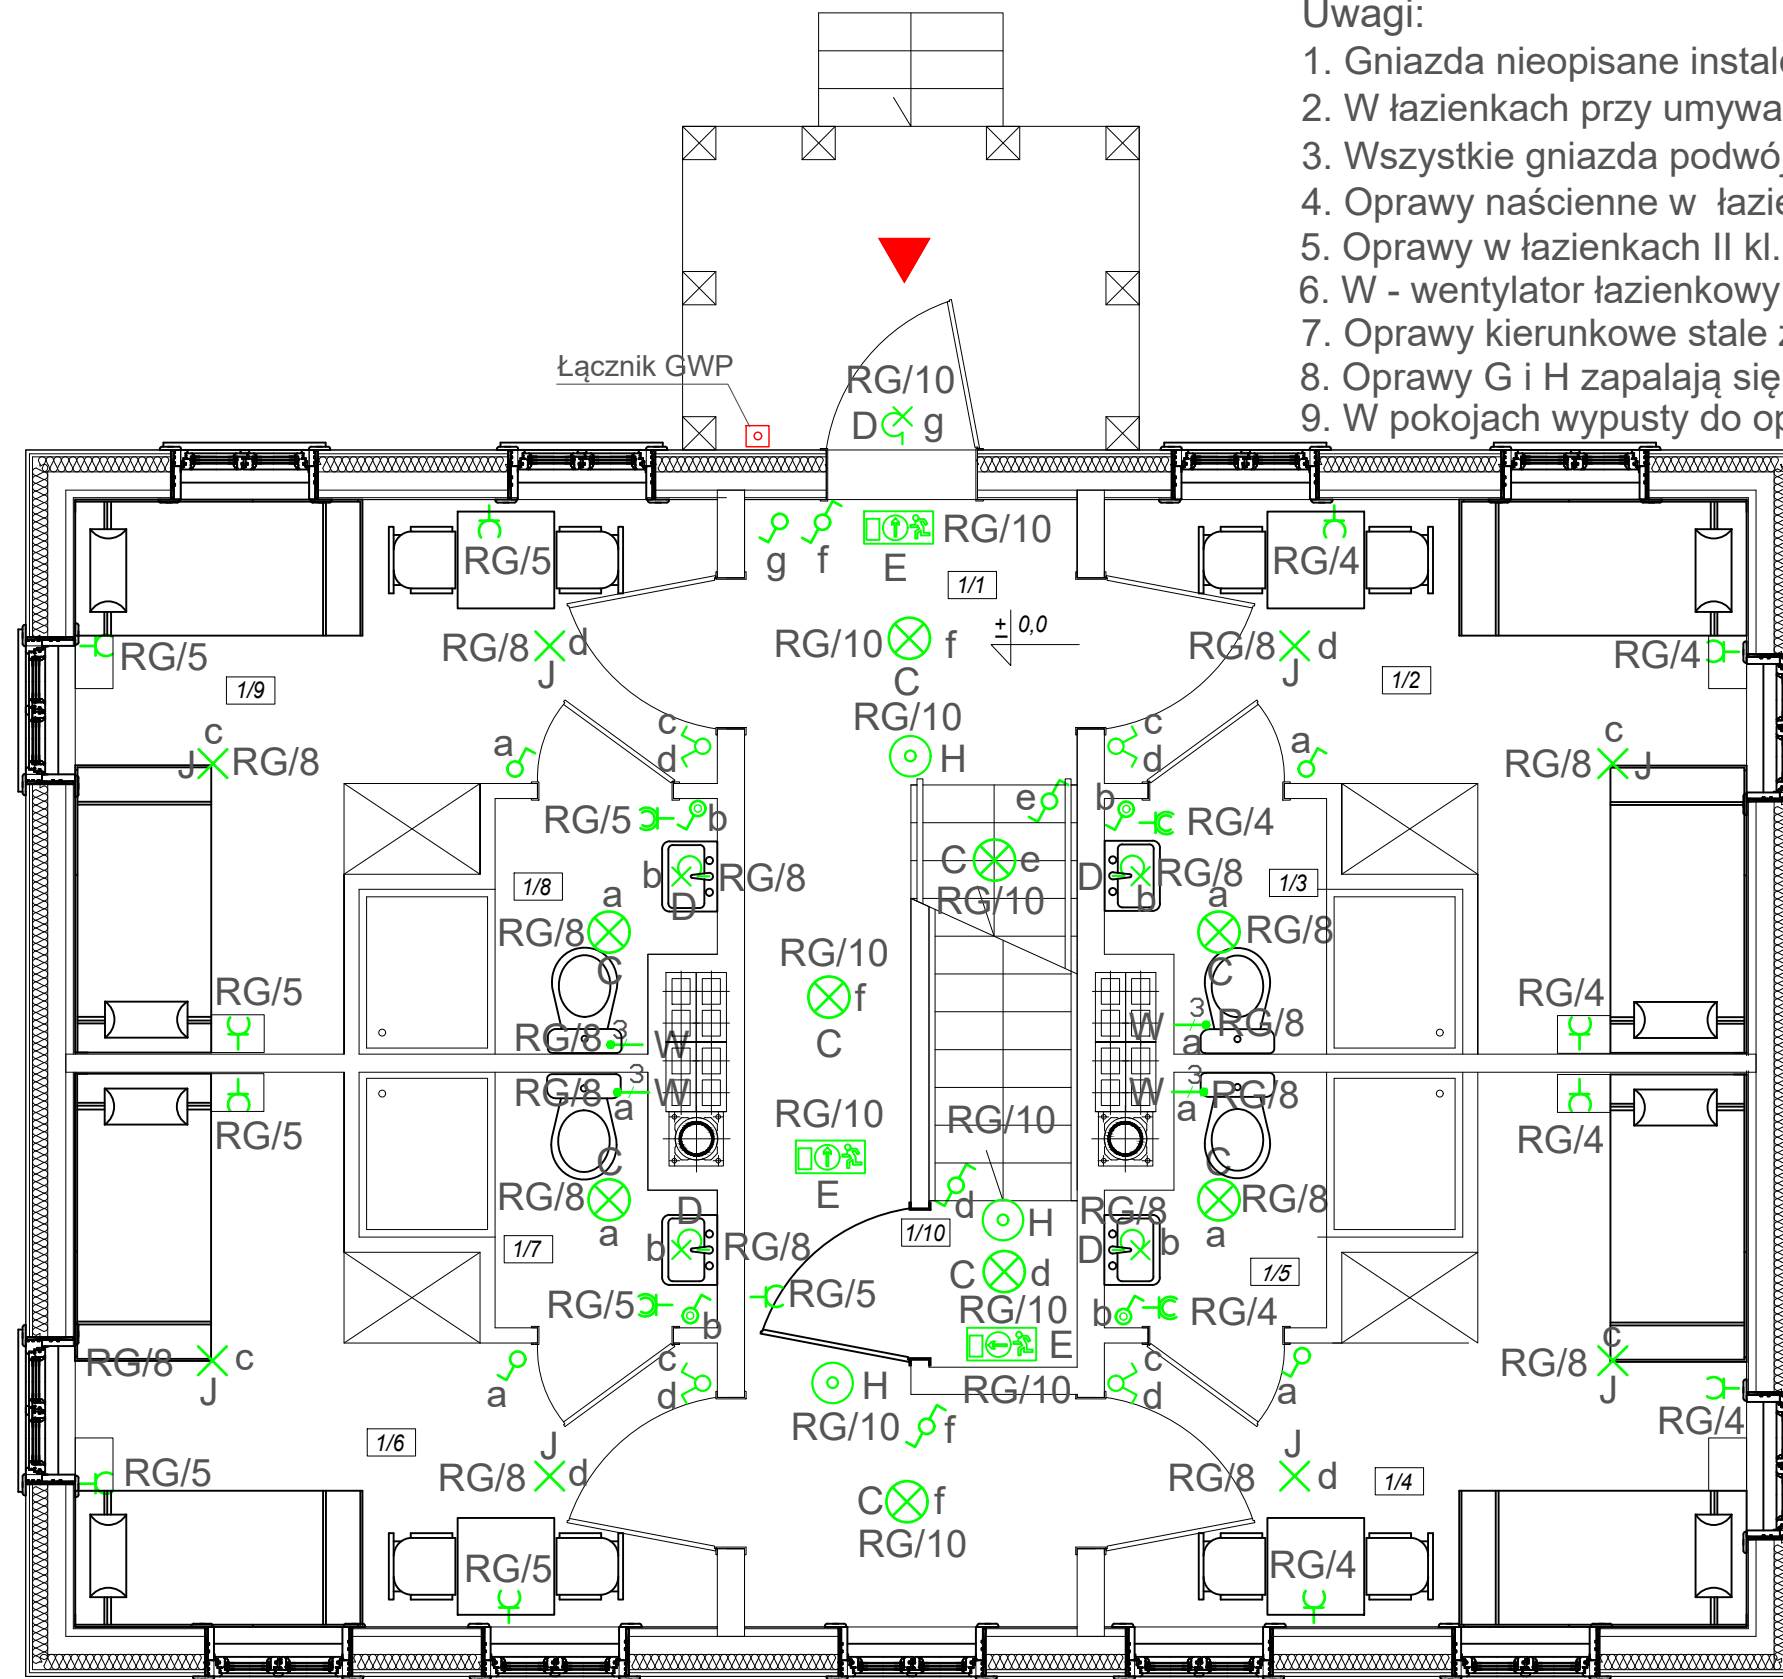 Uwagi:
1. Gniazda nieopisane instal
2. W łazienkach przy umywa
3. Wszystkie gniazda podwó
4. Oprawy naścienne w łazi
5. Oprawy w łazienkach II kl.
6. W - wentylator łazienkowy
7. Oprawy kierunkowe stale
8. Oprawy G i H zapalają się
9. W pokojach wypusty do o
Łącznik GWP
RG/10
D g
g f E RG/10
1/1
RG/5
RG/4
± 0,0
RG/5
RG/8 d
J
RG/10 f
C
RG/8 d
J
RG/4
1/9
1/2
RG/10
H
c
J RG/8
a
c
d
c
d
a
c
RG/8 J
e
b
RG/5 b
RG/4
C e
RG/10
b RG/8
D
D RG/8
b
1/8
1/3
a
RG/8
C
a
RG/8
C
RG/10
f
C
RG/5
RG/4
RG/8 3 W
W 3 RG/8
a
RG/8 3 W
a
W 3 RG/8
a
RG/5
RG/4
RG/10
E
RG/10
C
RG/8
a
C
RG/8
a
d
H
1/10
D
b RG/8
RG/8
D b
1/7
1/5
C d
RG/10
RG/5
RG/5
b
b RG/4
E
RG/10
RG/8 c
J
a
c
d
c
d
a
c
RG/8
J
H
RG/10
f
RG/4
1/6
1/4
RG/5
J
RG/8 d
J
RG/8 d
C f
RG/10
RG/5
RG/4